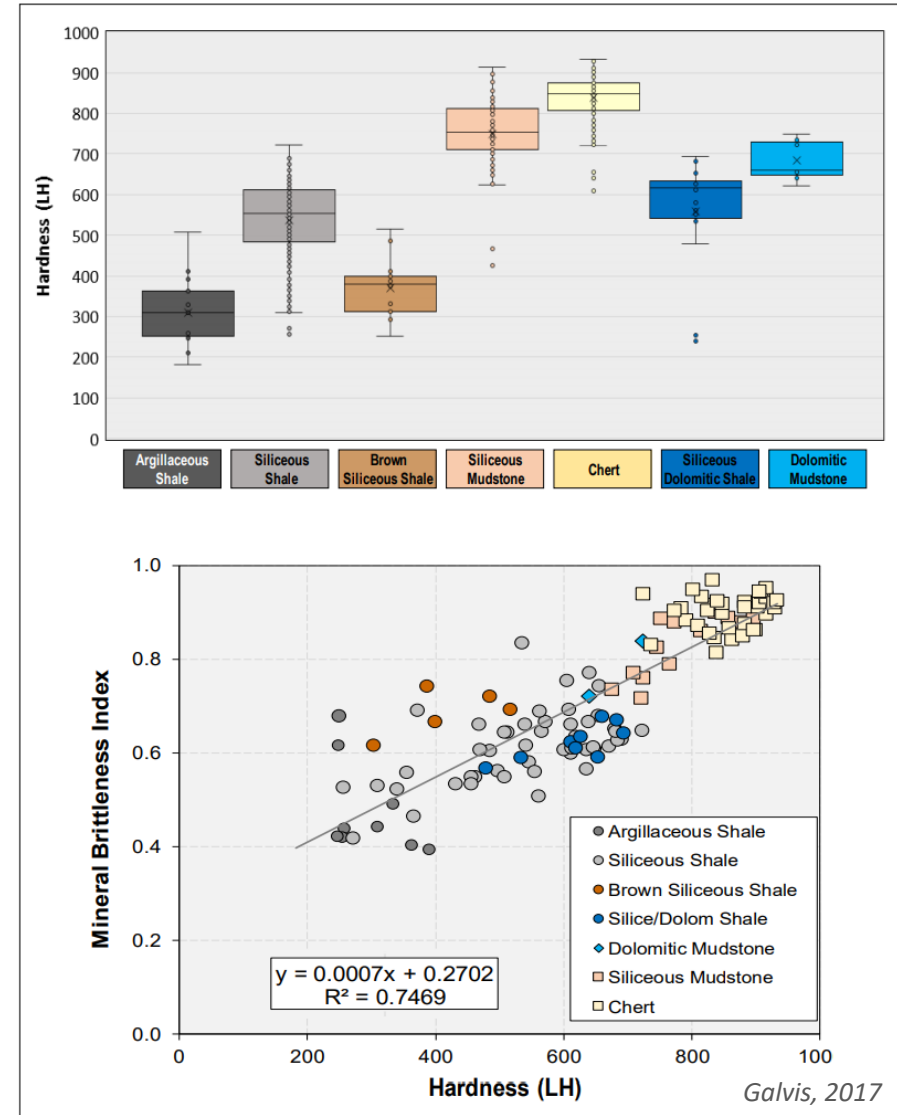 1000
900
800
700
600
500
400
300
200
100
0
Hardness (LH)
Argillaceous
Shale
Siliceous
Shale
Brown
Siliceous Shale
Siliceous
Mudstone
Chert
Siliceous
Dolomitic Shale
Dolomitic
Mudstone
1.0
0.8
0.6
0.4
0.2
0.0
Mineral Brittleness Index
y = 0.0007x + 0.2702
R² = 0.7469
Argillaceous Shale
Siliceous Shale
Brown Siliceous Shale
Silice/Dolom Shale
Dolomitic Mudstone
Siliceous Mudstone
Chert
0 200 400 600 800 100
Hardness (LH)
Galvis, 2017